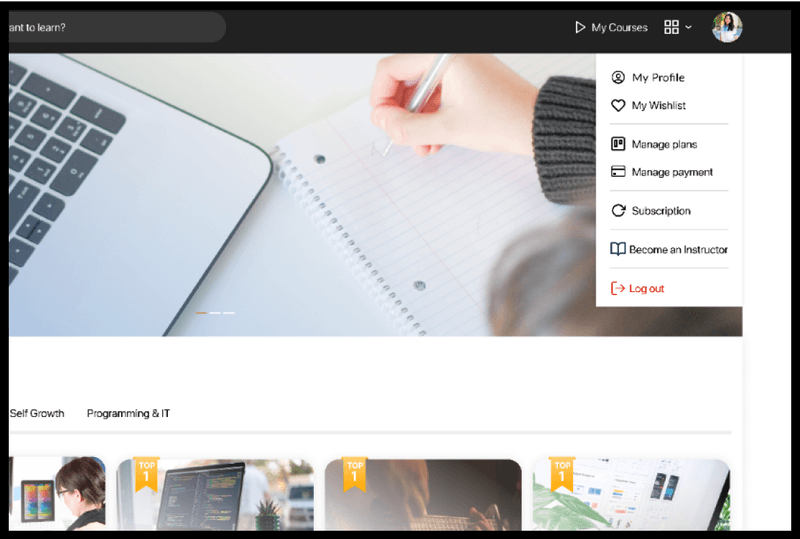 ant to learn?
My Courses
My Profile
My Wishlist
Manage plans
Manage payment
Subscription
Become an Instructor
Log out
Self Growth
Programming & IT
TOP
1
TOP
1
TOP
1